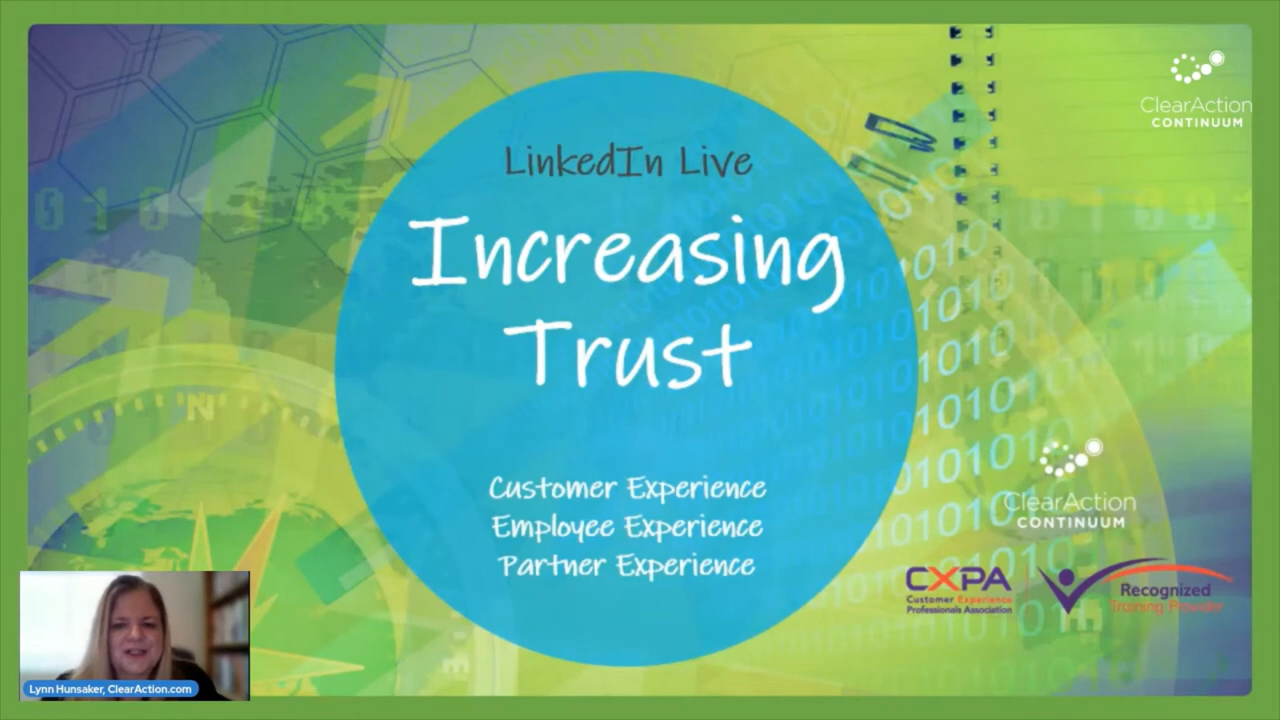 ClearAction
CONTINUUM
LinkedIn Live
Increasing
Trust
Customer Experience
Employee Experience
Partner Experience
ClearAction
CONTINUUM
CXPA
Customer Experience
Professionals Association
Recognized
Training Provider
N
Lynn Hunsaker, ClearAction.com